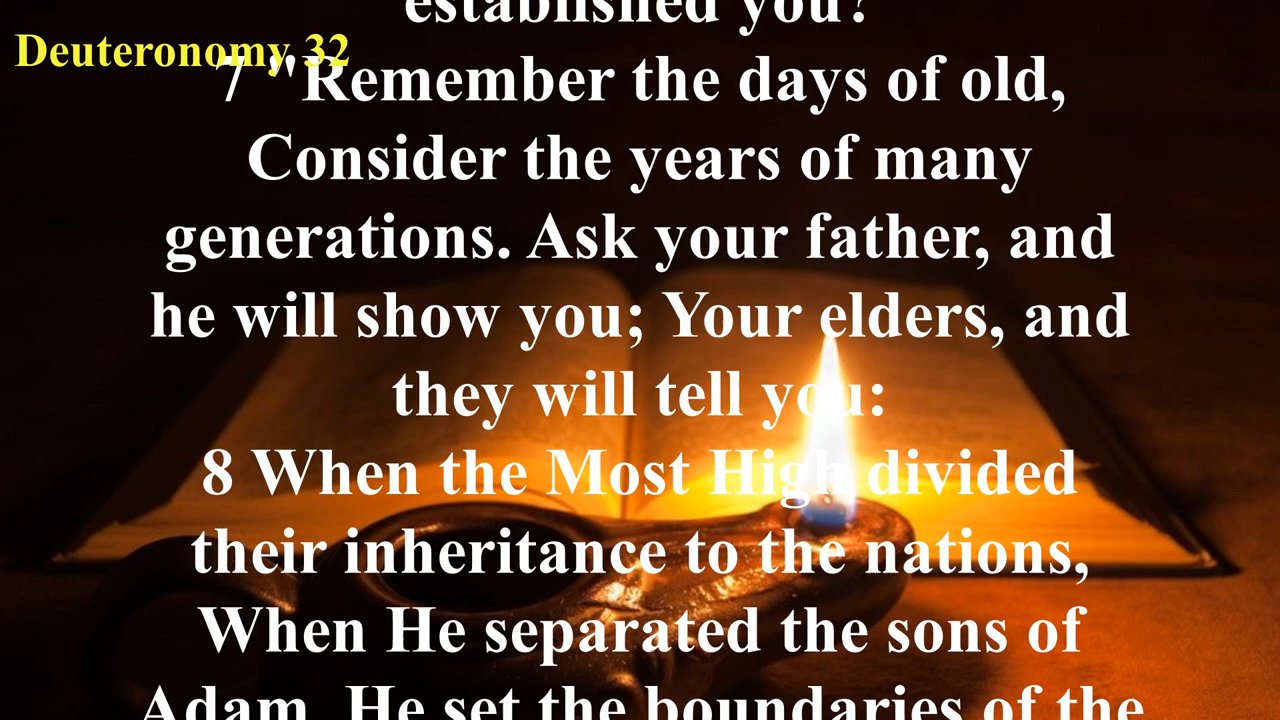 established you?
Deuteronomy 32
7 "Remember the days of old,
Consider the years of many
generations. Ask your father, and
he will show you; Your elders, and
they will tell you:
8 When the Most High divided
their inheritance to the nations,
When He separated the sons of
Adam, He set the boundaries of the